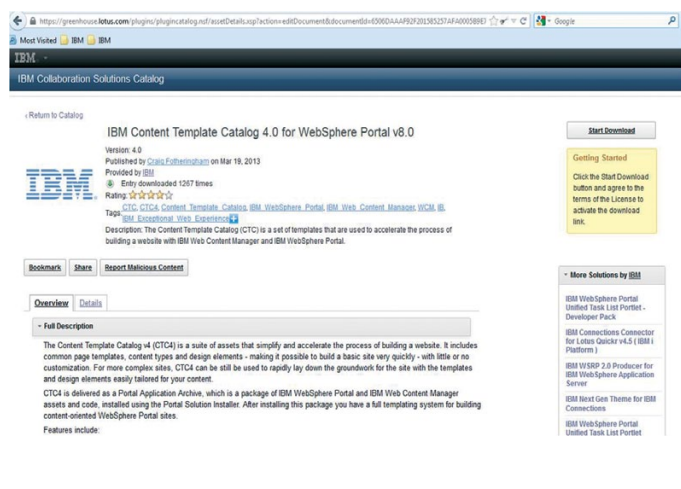 https://greenhouse.lotus.com/plugins/plugincatalog.nsf/assetDetails.xsp?action=editDocument&documentId=
Google
Most Visited IBM IBM
IBM
IBM Collaboration Solutions Catalog
‹ Return to Catalog
IBM Content Template Catalog 4.0 for WebSphere Portal v8.0
Version: 4.0
Published by Craig Fotheringham on Mar 19, 2013
Provided by IBM
Entry downloaded 1267 times
Rating:
Tags: CTC, CTC4, Content Template Catalog, IBM WebSphere Portal, IBM Web Content Manager, WCM, IB,
IBM Exceptional Web Experience
Description: The Content Template Catalog (CTC) is a set of templates that are used to accelerate the process of
building a website with IBM Web Content Manager and IBM WebSphere Portal.
IBM
Bookmark Share Report Malicious Content
Overview Details
Full Description
The Content Template Catalog v4 (CTC4) is a suite of assets that simplify and accelerate the process of building a website. It includes
common page templates, content types and design elements - making it possible to build a basic site very quickly - with little or no
customization. For more complex sites, CTC4 can be still be used to rapidly lay down the groundwork for the site with the templates
and design elements easily tailored for your content.
CTC4 is delivered as a Portal Application Archive, which is a package of IBM WebSphere Portal and IBM Web Content Manager
assets and code, installed using the Portal Solution Installer. After installing this package you have a full templating system for building
content-oriented WebSphere Portal sites.
Features include:
Start Download
Getting Started
Click the Start Download
button and agree to the
terms of the License to
activate the download
link.
More Solutions by IBM
IBM WebSphere Portal
Unified Task List Portlet -
Developer Pack
IBM Connections Connector
for Lotus Quickr v4.5 ( IBM i
Platform )
IBM WSRP 2.0 Producer for
IBM WebSphere Application
Server
IBM Next Gen Theme for IBM
Connections
IBM WebSphere Portal
Unified Task List Portlet